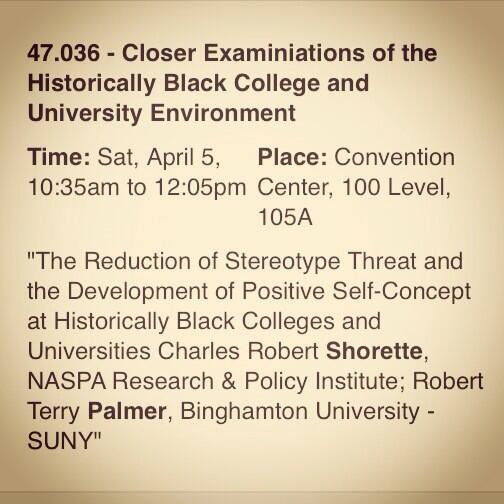 47.036 - Closer Examiniations of the
Historically Black College and
University Environment
Time: Sat, April 5,
10:35am to 12:05pm
Place: Convention
Center, 100 Level,
105A
"The Reduction of Stereotype Threat and
the Development of Positive Self-Concept
at Historically Black Colleges and
Universities Charles Robert Shorette,
NASPA Research & Policy Institute; Robert
Terry Palmer, Binghamton University -
SUNY"